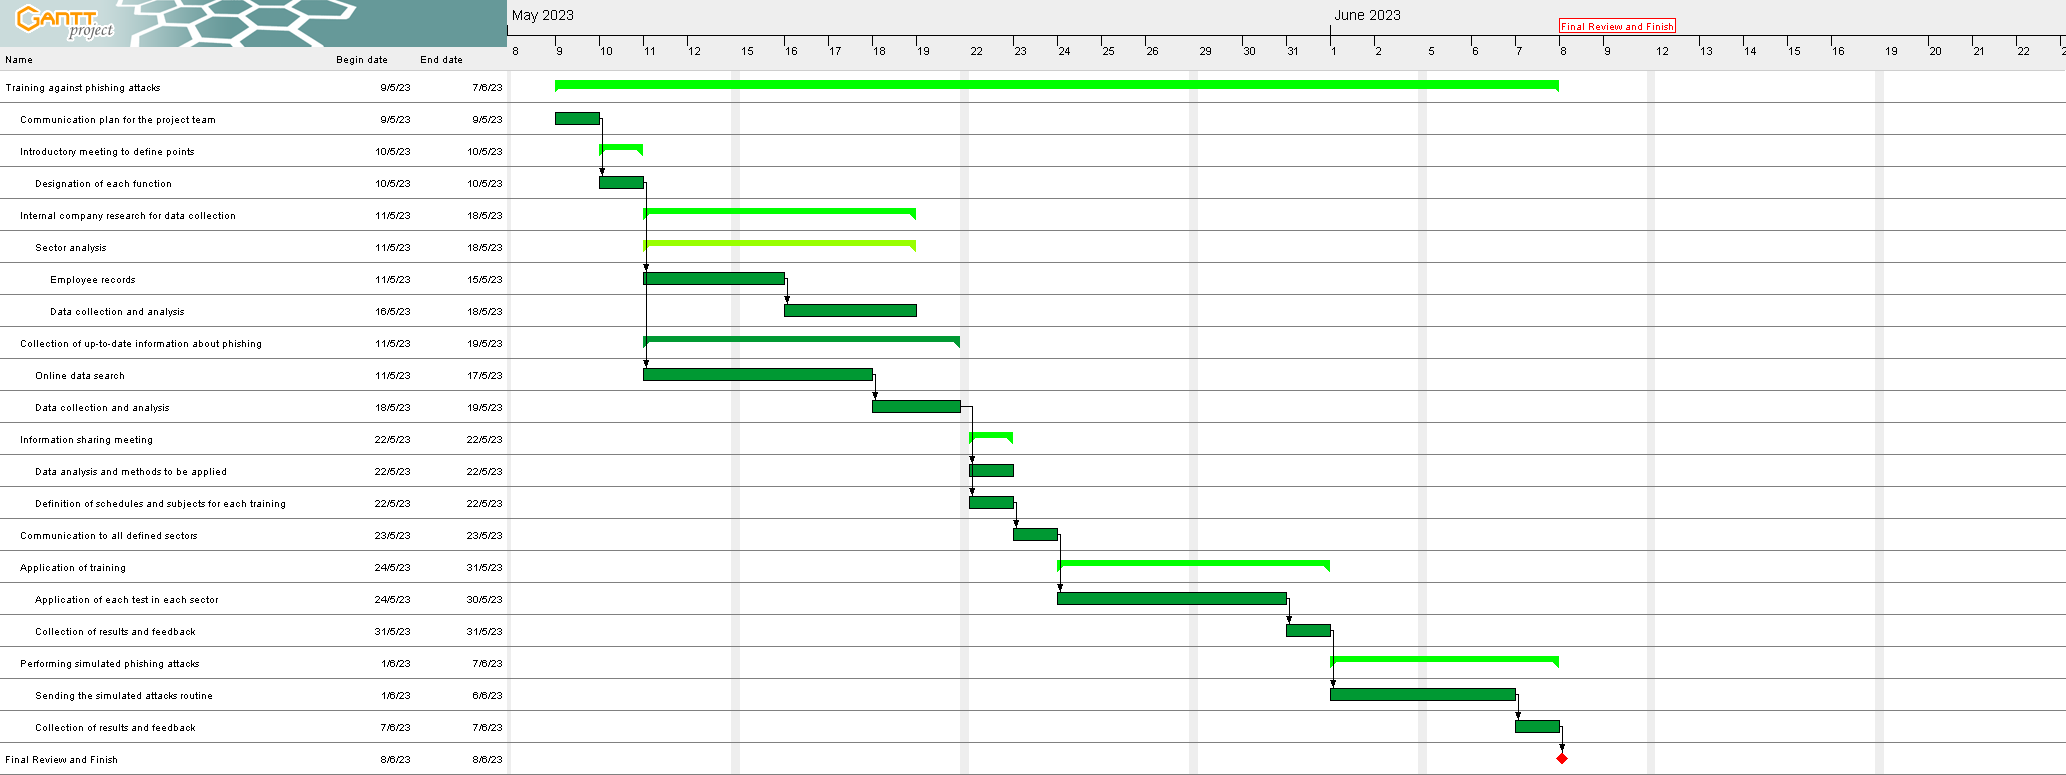 GANTT
project
May 2023
June 2023
Final Review and Finish
8 9 10 11 12 15 16 17 18 19 22 23 24 25 26 29 30 31 1 2 5 6 7 8 9 12 13 14 15 16 19 20 21 22 2
Name Begin date End date
Training against phishing attacks 9/5/23 7/6/23
Communication plan for the project team 9/5/23 9/5/23
Introductory meeting to define points 10/5/23 10/5/23
Designation of each function 10/5/23 10/5/23
Internal company research for data collection 11/5/23 18/5/23
Sector analysis 11/5/23 18/5/23
Employee records 11/5/23 15/5/23
Data collection and analysis 16/5/23 18/5/23
Collection of up-to-date information about phishing 11/5/23 19/5/23
Online data search 11/5/23 17/5/23
Data collection and analysis 18/5/23 19/5/23
Information sharing meeting 22/5/23 22/5/23
Data analysis and methods to be applied 22/5/23 22/5/23
Definition of schedules and subjects for each training 22/5/23 22/5/23
Communication to all defined sectors 23/5/23 23/5/23
Application of training 24/5/23 31/5/23
Application of each test in each sector 24/5/23 30/5/23
Collection of results and feedback 31/5/23 31/5/23
Performing simulated phishing attacks 1/6/23 7/6/23
Sending the simulated attacks routine 1/6/23 6/6/23
Collection of results and feedback 7/6/23 7/6/23
Final Review and Finish 8/6/23 8/6/23